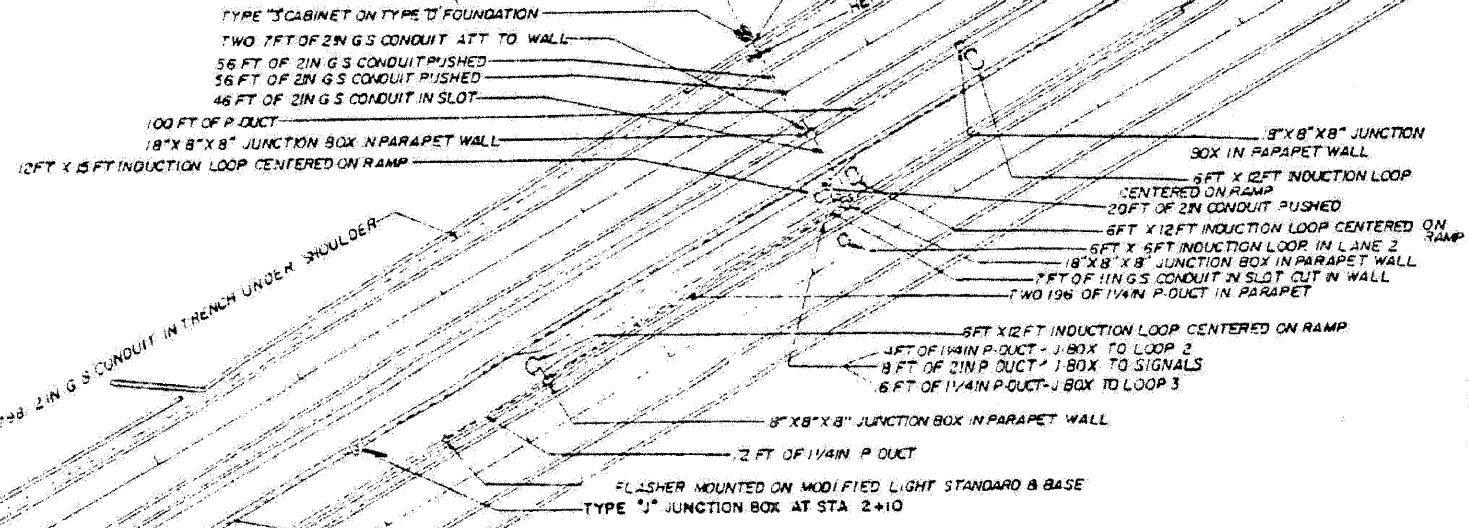 TYPE "J" CABINET ON TYPE "D" FOUNDATION
TWO 7FT OF 2IN G S CONDUIT ATT TO WALL
56 FT OF 2IN G S CONDUIT PUSHED
56 FT OF 2IN G S CONDUIT PUSHED
46 FT OF 2IN G S CONDUIT IN SLOT
100 FT OF P-DUCT
18"X 8"X 8" JUNCTION BOX IN PARAPET WALL
12FT X 15 FT INDUCTION LOOP CENTERED ON RAMP
2 IN G S CONDUIT IN TRENCH UNDER SHOULDER
18"X 8"X 8" JUNCTION
BOX IN PARAPET WALL
6FT X 12FT INDUCTION LOOP
CENTERED ON RAMP
20FT OF 2IN CONDUIT PUSHED
6FT X 12FT INDUCTION LOOP CENTERED ON
RAMP
6FT X 6FT INDUCTION LOOP IN LANE 2
18"X 8"X 8" JUNCTION BOX IN PARAPET WALL
7FT OF 1IN G S CONDUIT IN SLOT CUT IN WALL
TWO 196 OF 1 1/4IN P-DUCT IN PARAPET
6FT X 12FT INDUCTION LOOP CENTERED ON RAMP
4FT OF 1 1/4IN P-DUCT - J-BOX TO LOOP 2
8 FT OF 2IN P DUCT - J BOX TO SIGNALS
6 FT OF 1 1/4IN P-DUCT-J BOX TO LOOP 3
8" X8"X 8" JUNCTION BOX IN PARAPET WALL
12 FT OF 1 1/4IN P DUCT
FLASHER MOUNTED ON MODIFIED LIGHT STANDARD & BASE
TYPE "J" JUNCTION BOX AT STA 2+10